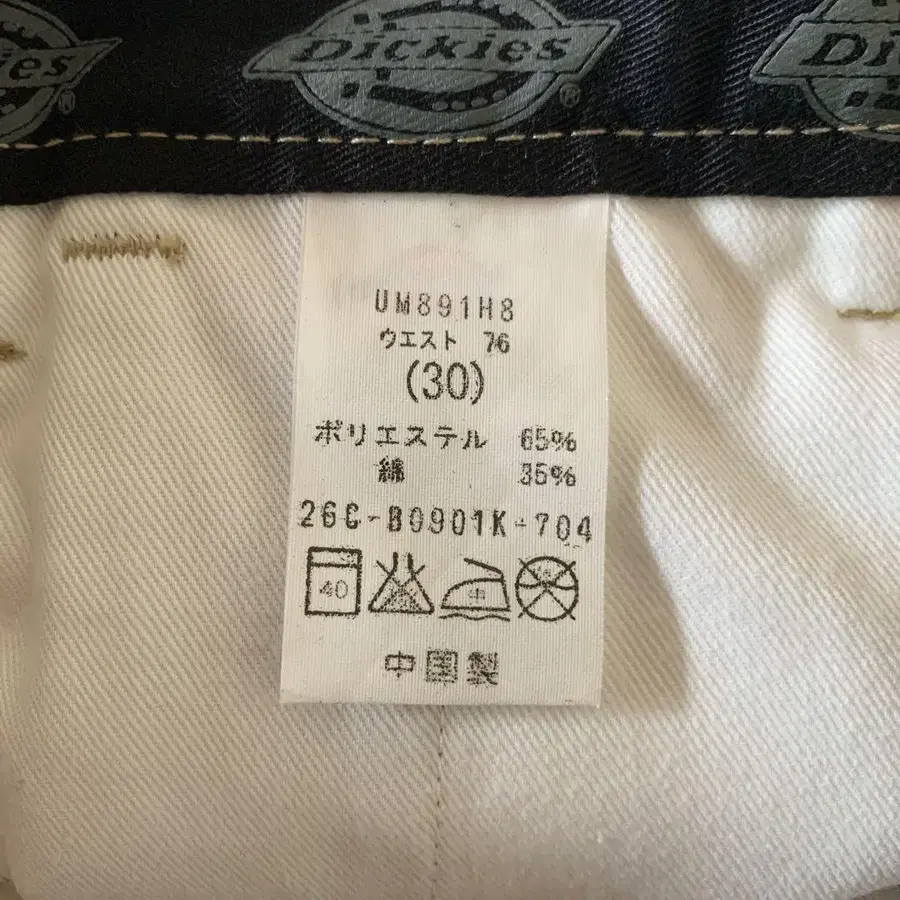 Dickies
UM891H8
ウエスト 76
(30)
ポリエステル 65%
綿 35%
26C-B0901K-704
40 中
中国製